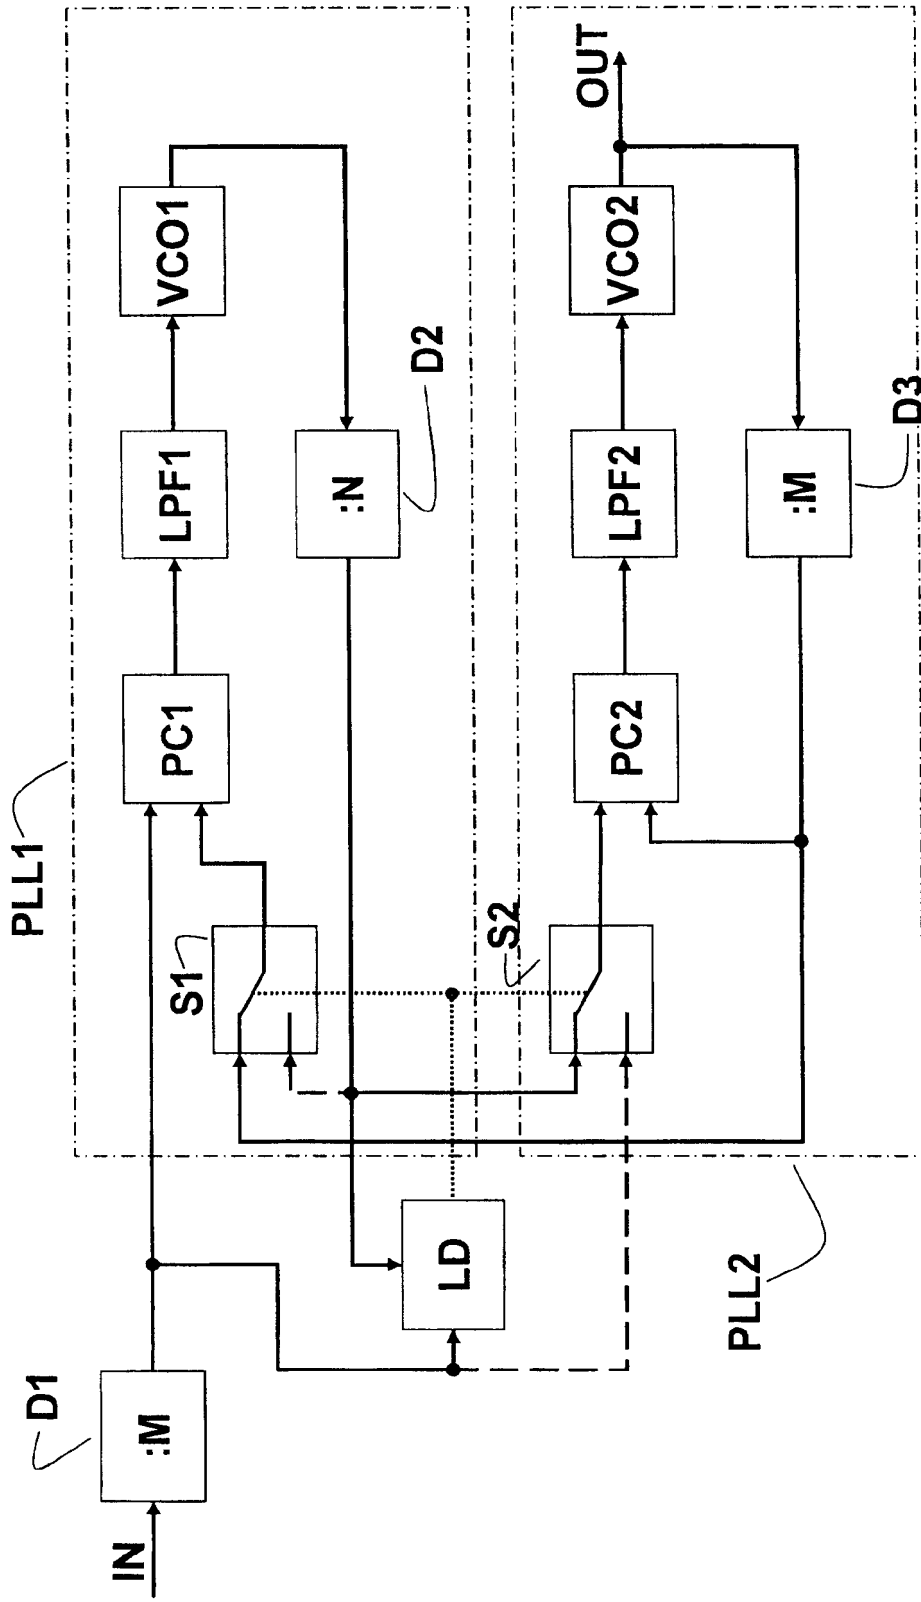 IN
:M
D1
PLL1
PC1
LPF1
VCO1
S1
:N
D2
LD
S2
PC2
LPF2
VCO2
OUT
:M
D3
PLL2